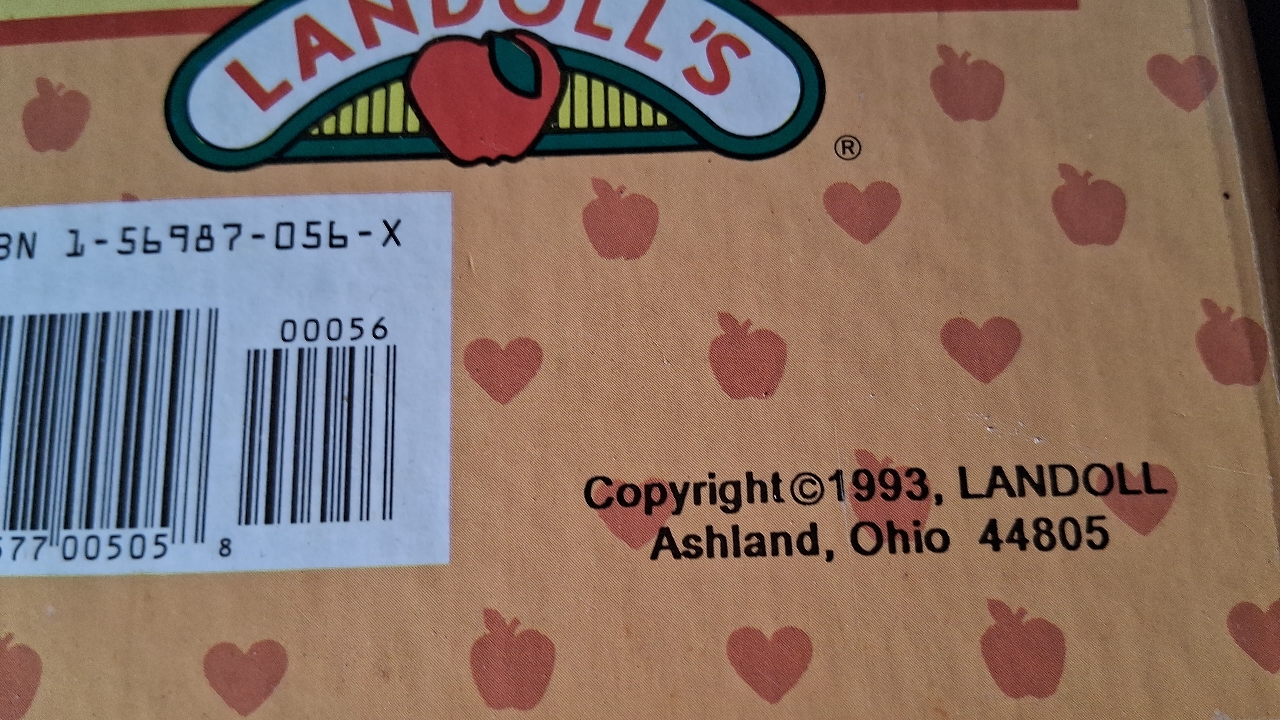 LANDOLL'S
®
BN 1-56987-056-X
00056
577 00505 8
Copyright©1993, LANDOLL
Ashland, Ohio 44805